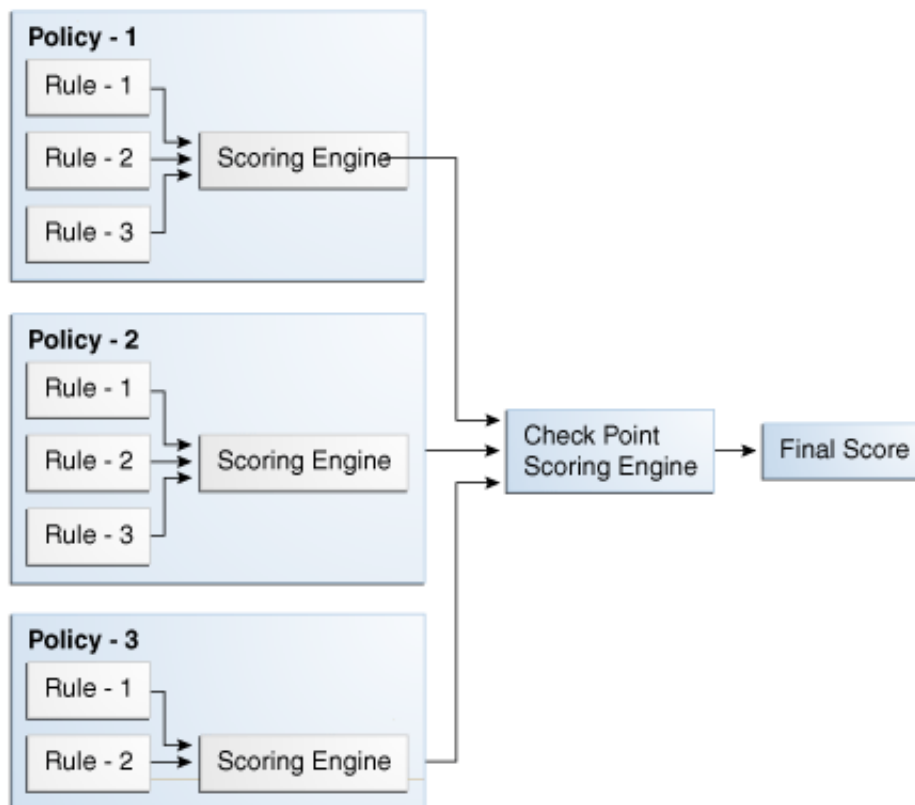 Policy - 1
Rule - 1
Rule - 2
Rule - 3
Scoring Engine
Policy - 2
Rule - 1
Rule - 2
Rule - 3
Scoring Engine
Policy - 3
Rule - 1
Rule - 2
Scoring Engine
Check Point
Scoring Engine
Final Score